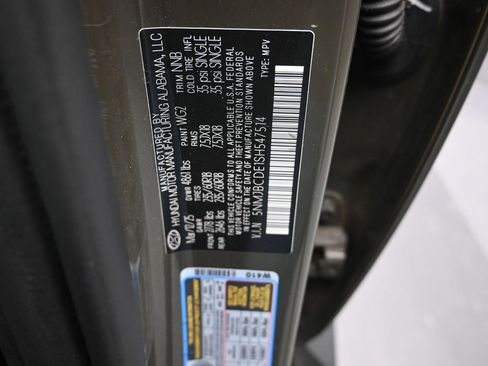 MANUFACTURED BY
HYUNDAI MOTOR MANUFACTURING ALABAMA, LLC
Mar/17/25 GVWR 4861 lbs PAINT WG2 TRIM NNB
GAWR TIRES RIMS COLD TIRE INFL
FRONT 2778 lbs 235/60R18 7.5JX18 35 PSI SINGLE
REAR 2646 lbs 235/60R18 7.5JX18 35 PSI SINGLE
THIS VEHICLE CONFORMS TO ALL APPLICABLE U.S.A. FEDERAL
MOTOR VEHICLE SAFETY AND THEFT PREVENTION STANDARDS
IN EFFECT ON THE DATE OF MANUFACTURE SHOWN ABOVE.
V.I.N 5NMJBCDE1SH547514 TYPE: MPV
W410